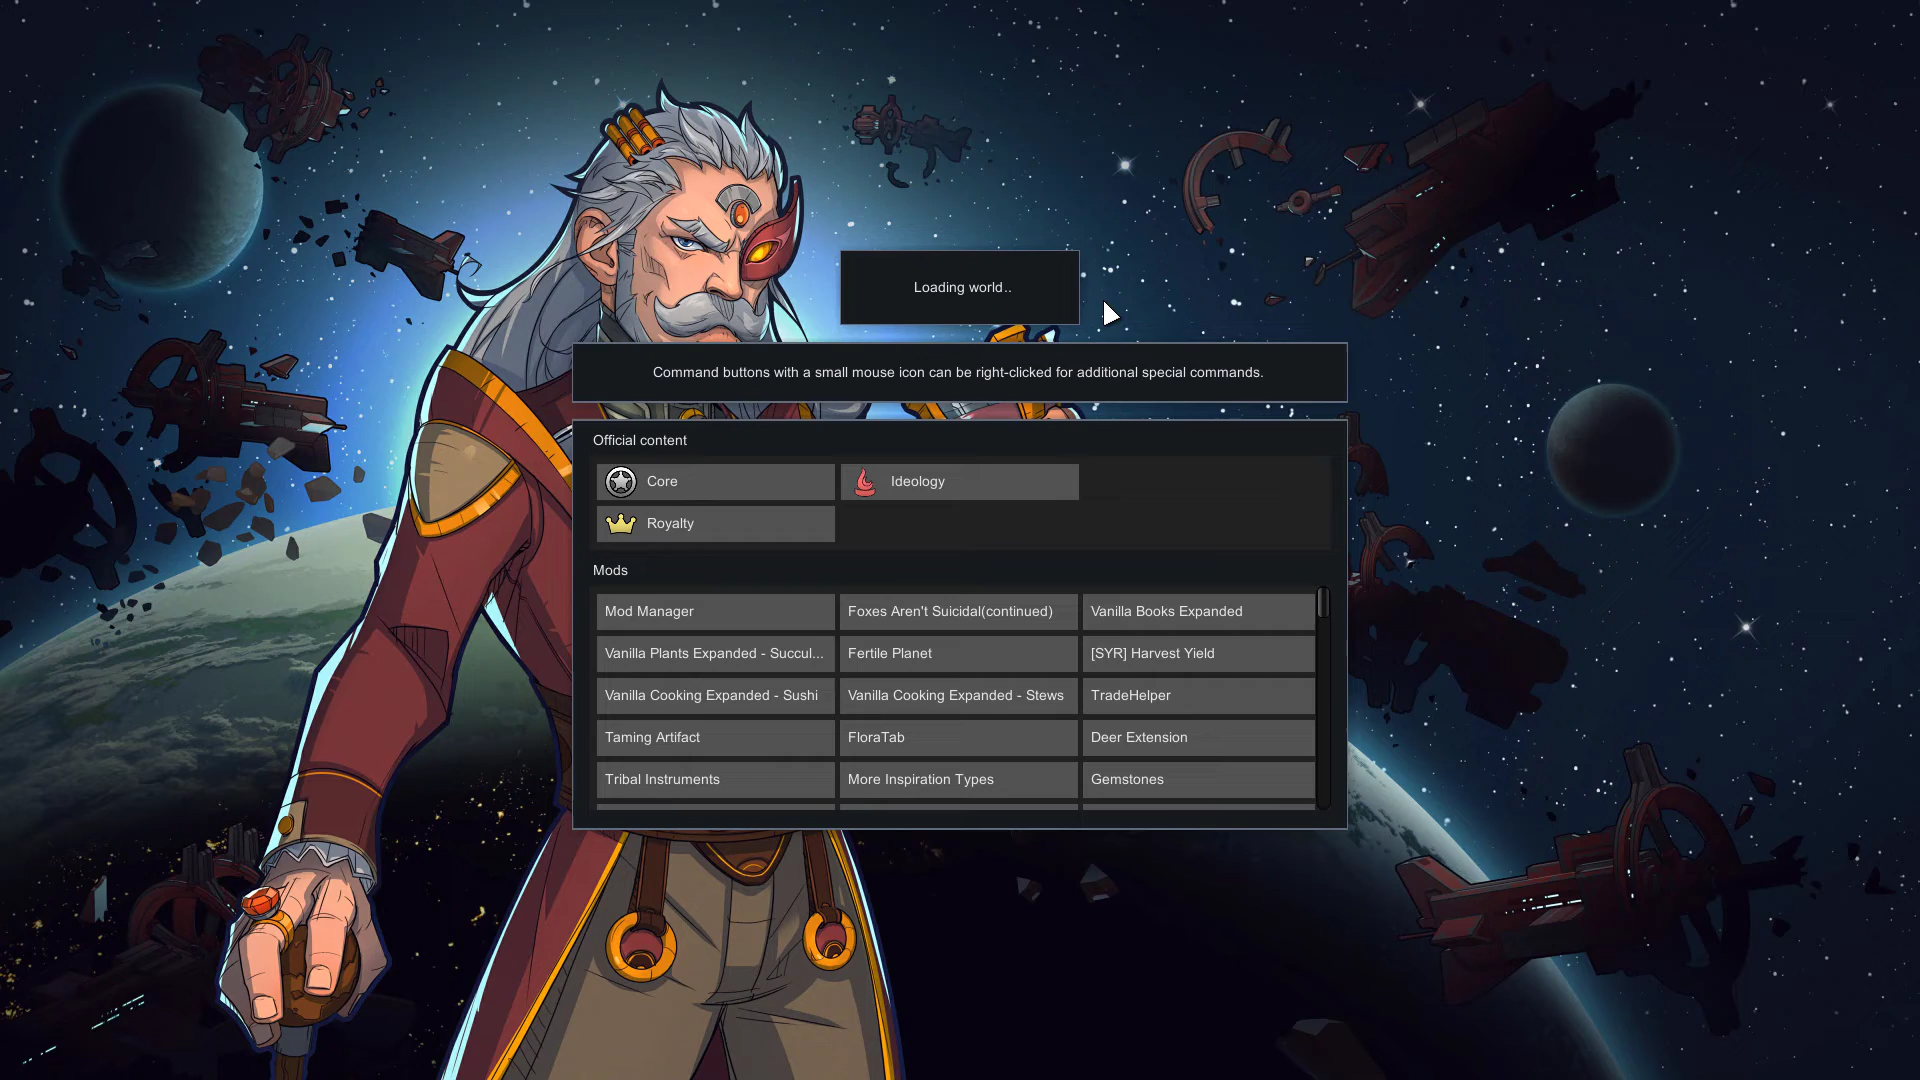 Loading world..
Command buttons with a small mouse icon can be right-clicked for additional special commands.
Official content
Core
Ideology
Royalty
Mods
Mod Manager
Foxes Aren't Suicidal(continued)
Vanilla Books Expanded
Vanilla Plants Expanded - Succul...
Fertile Planet
[SYR] Harvest Yield
Vanilla Cooking Expanded - Sushi
Vanilla Cooking Expanded - Stews
TradeHelper
Taming Artifact
FloraTab
Deer Extension
Tribal Instruments
More Inspiration Types
Gemstones